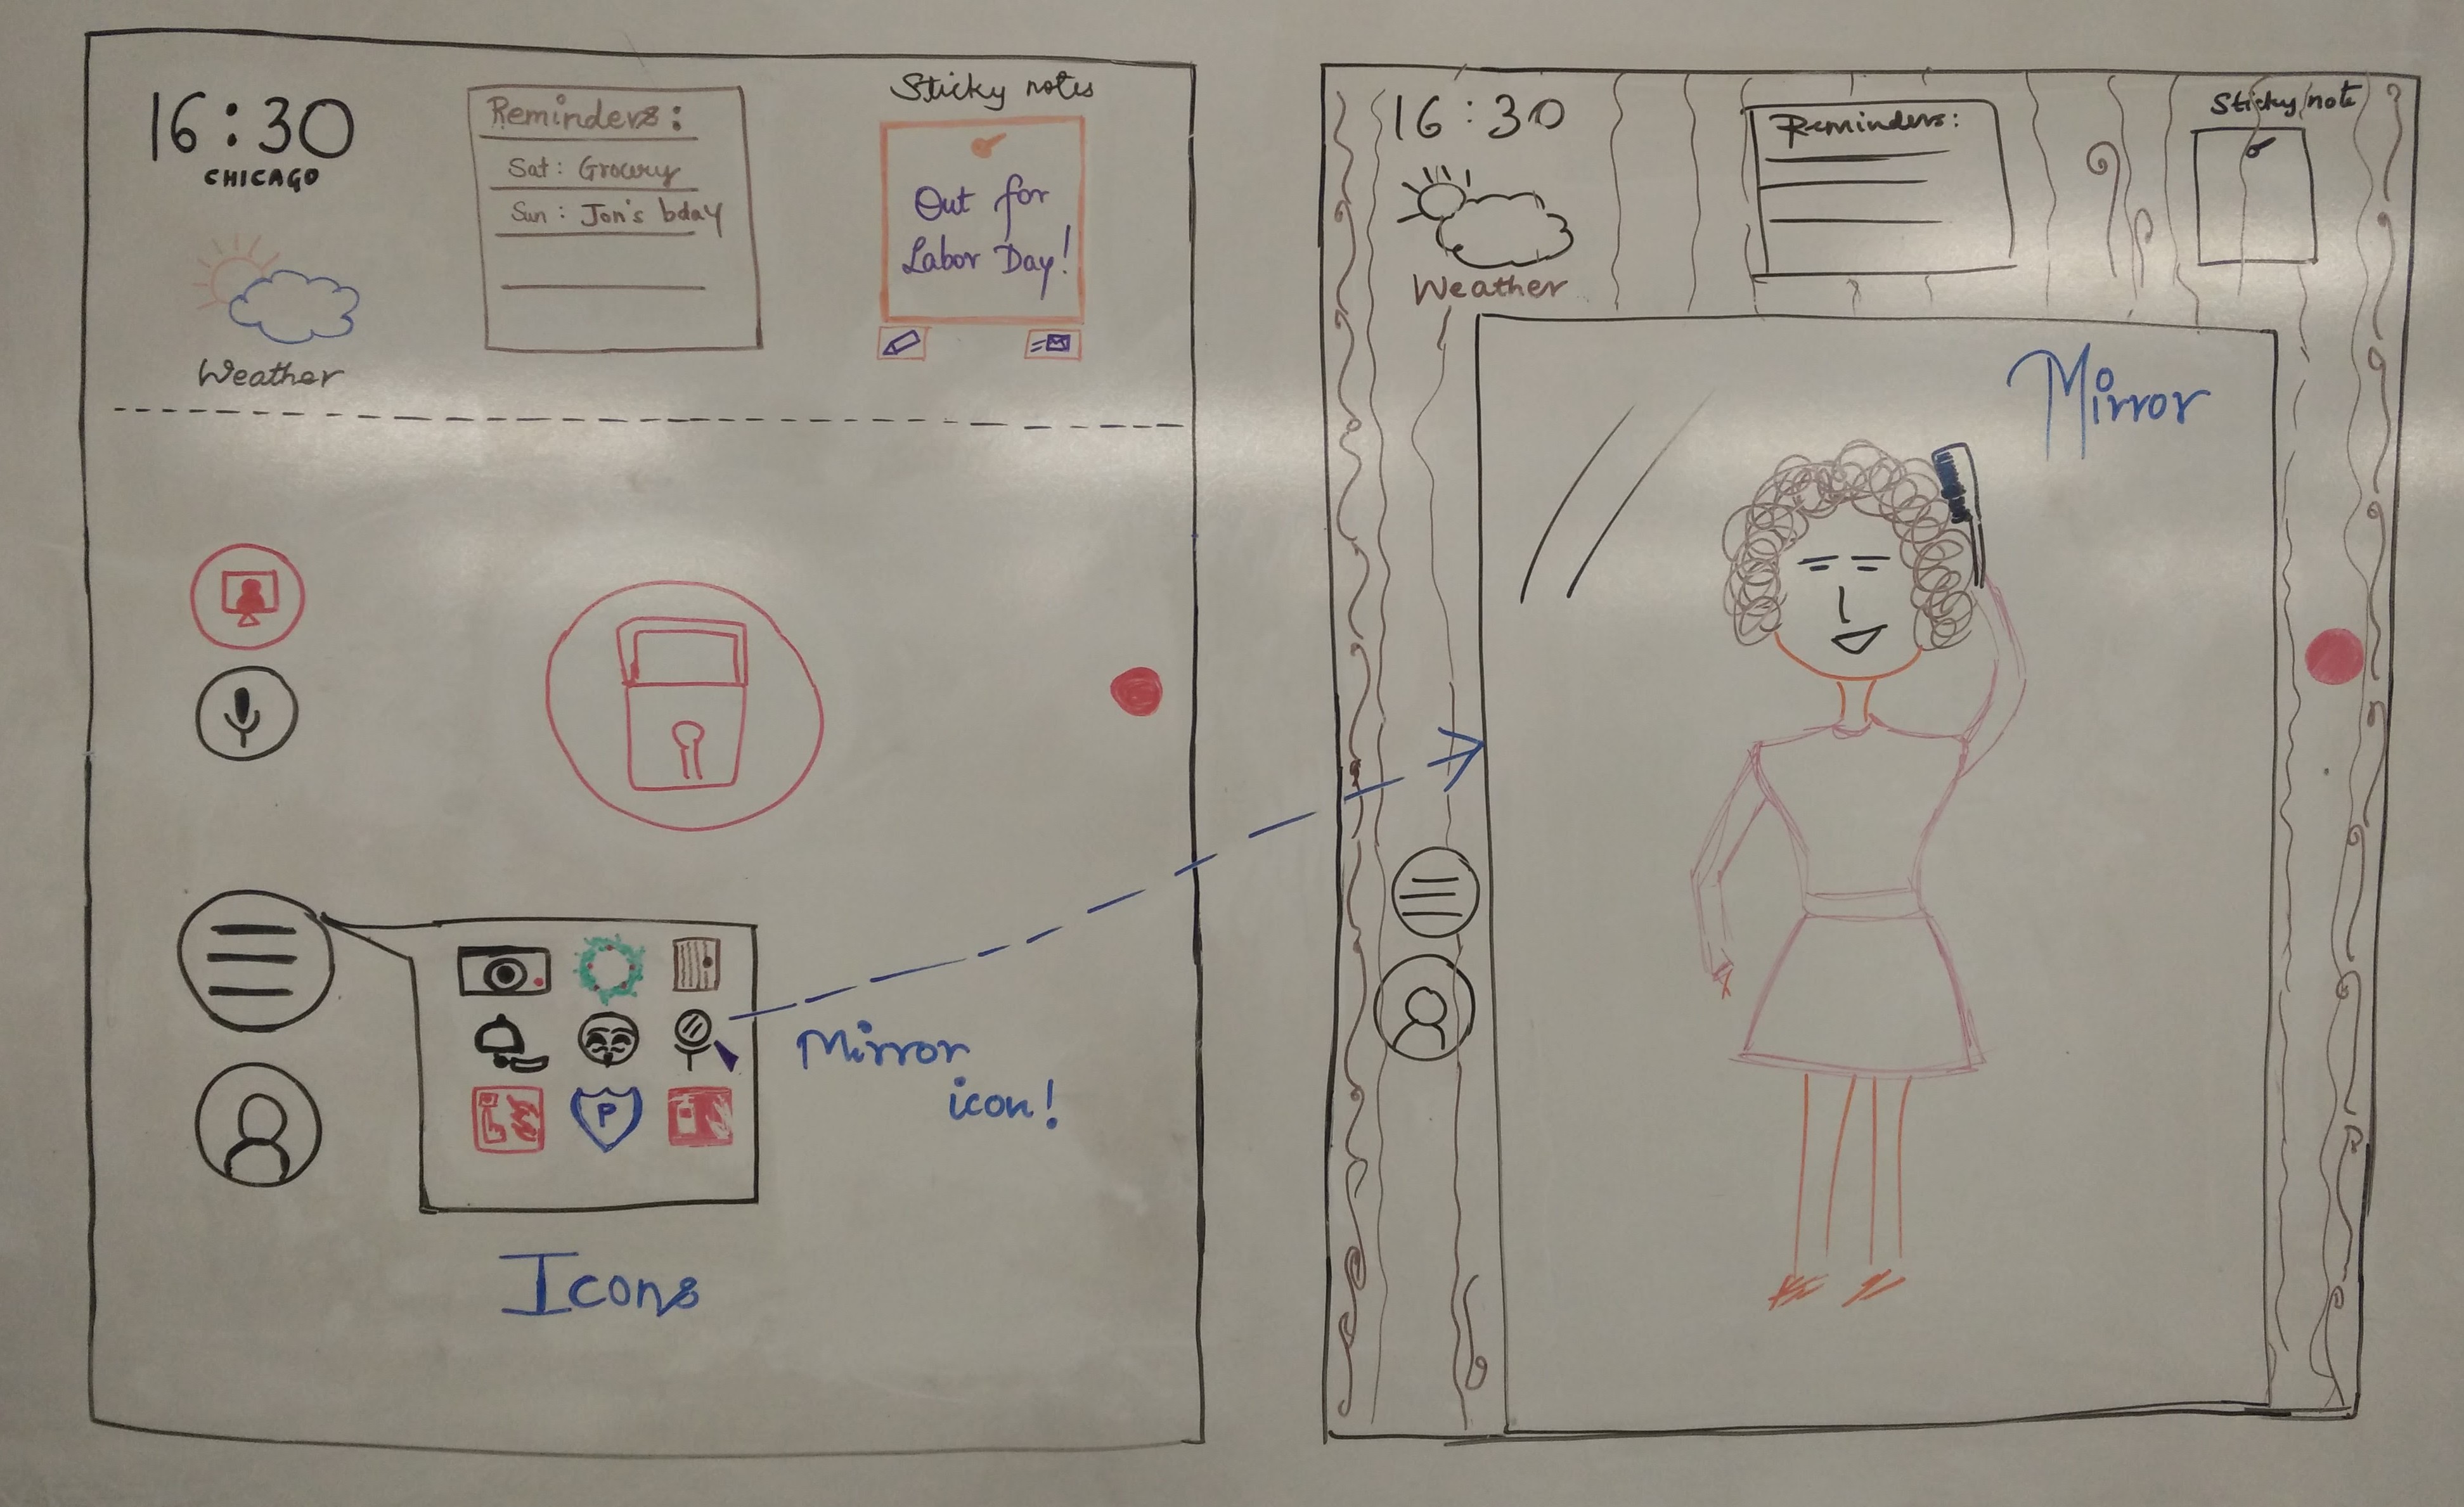 16:30
CHICAGO
Weather
Reminders:
Sat: Grocery
Sun: Jon's bday
Sticky notes
Out for
Labor Day!
P
Mirror
icon!
Icons
16:30
Weather
Reminders:
Sticky note
Mirror